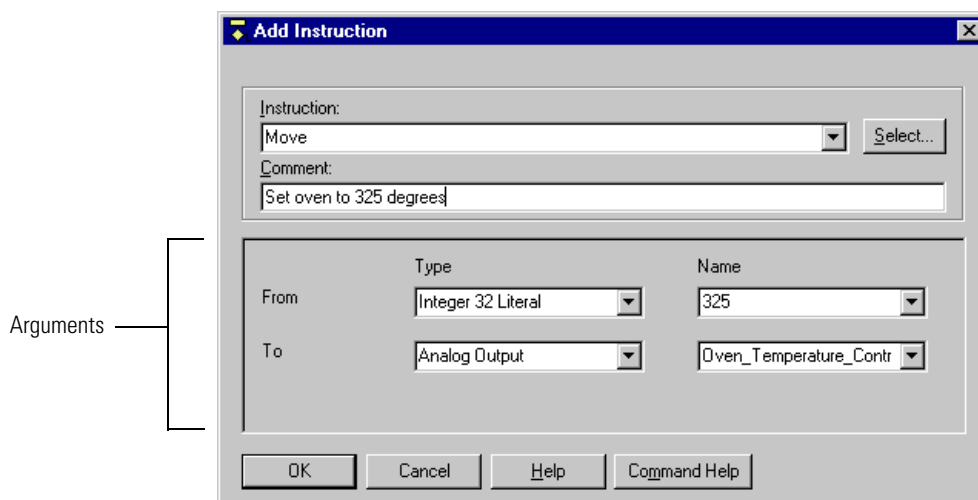 Add Instruction
Instruction:
Move
Select...
Comment:
Set oven to 325 degrees
Arguments
Type Name
From Integer 32 Literal 325
To Analog Output Oven_Temperature_Contr
OK Cancel Help Command Help